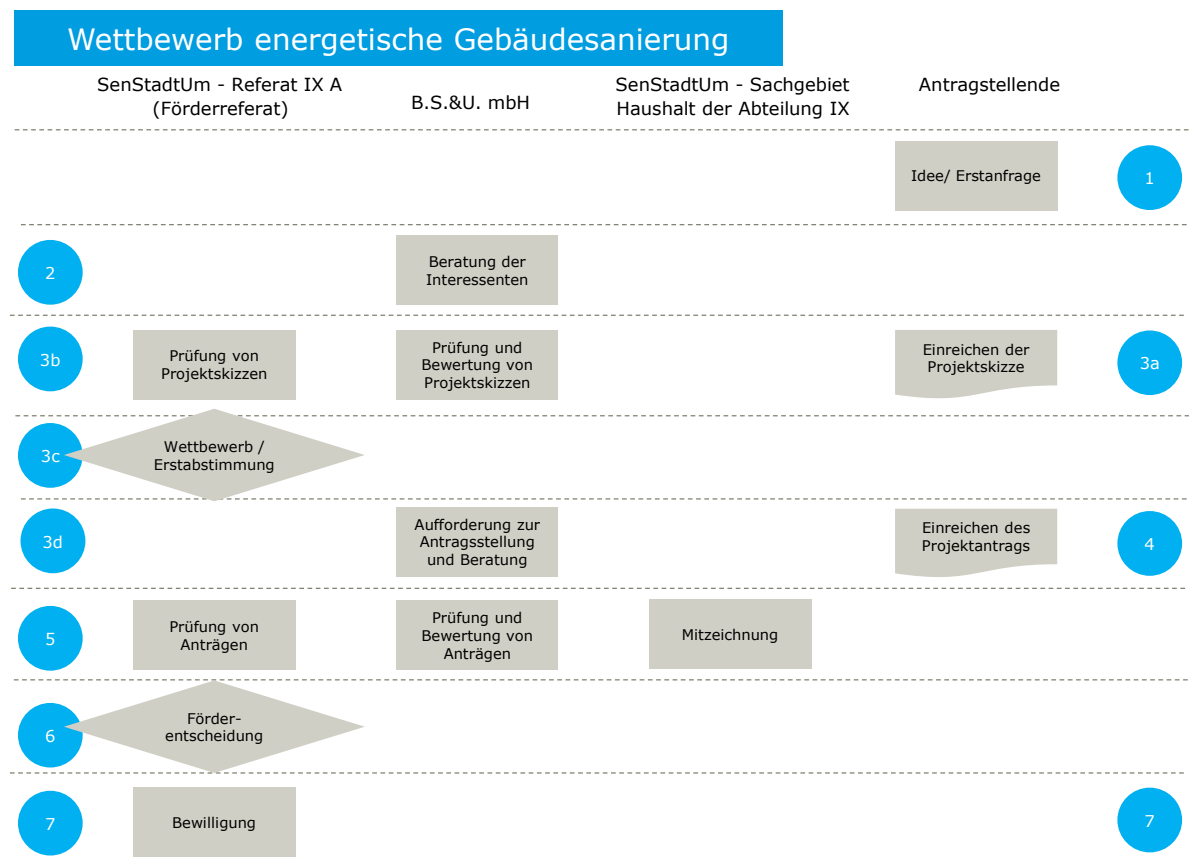 Wettbewerb energetische Gebäudesanierung
SenStadtUm - Referat IX A
(Förderreferat)
B.S.&U. mbH
SenStadtUm - Sachgebiet
Haushalt der Abteilung IX
Antragstellende
Idee/ Erstanfrage
1
2
Beratung der
Interessenten
3b
Prüfung von
Projektskizzen
Prüfung und
Bewertung von
Projektskizzen
Einreichen der
Projektskizze
3a
3c
Wettbewerb /
Erstabstimmung
3d
Aufforderung zur
Antragsstellung
und Beratung
Einreichen des
Projektantrags
4
5
Prüfung von
Anträgen
Prüfung und
Bewertung von
Anträgen
Mitzeichnung
6
Förder-
entscheidung
7
Bewilligung
7